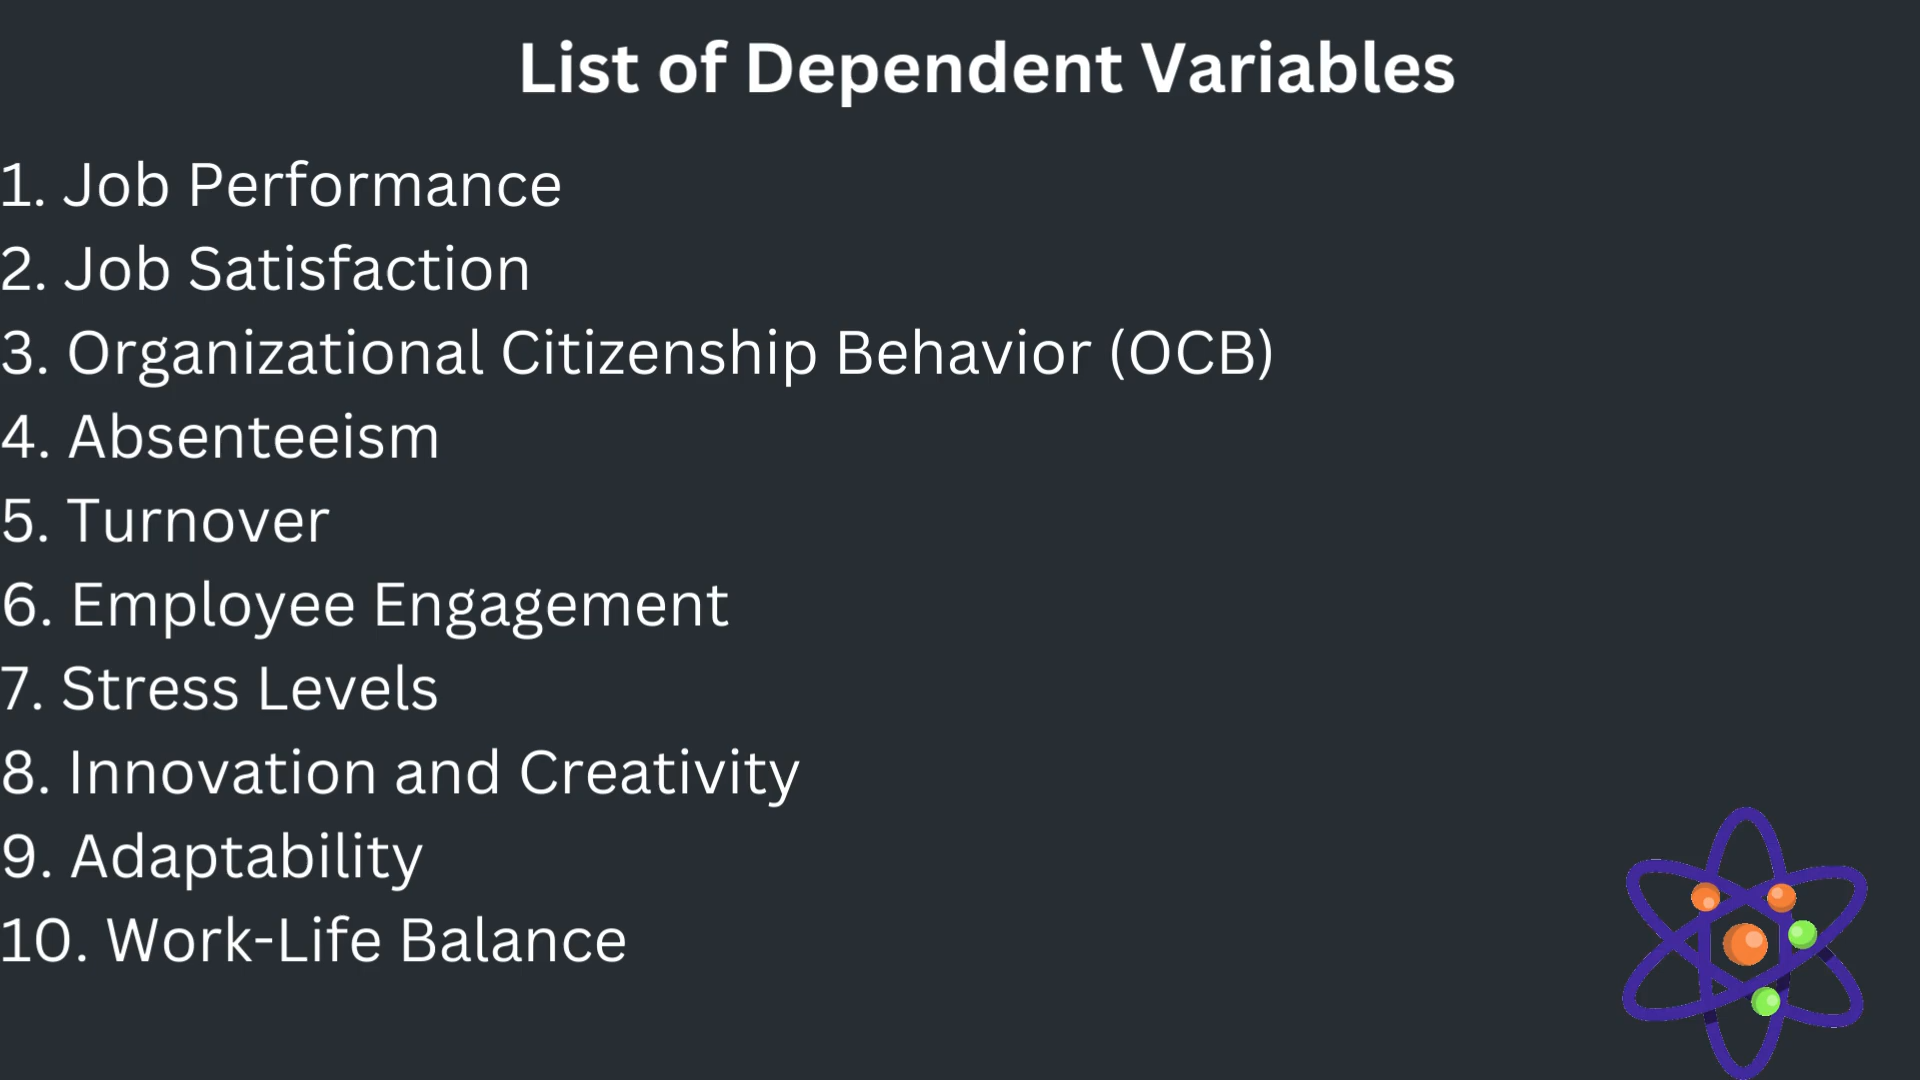 List of Dependent Variables
1. Job Performance
2. Job Satisfaction
3. Organizational Citizenship Behavior (OCB)
4. Absenteeism
5. Turnover
6. Employee Engagement
7. Stress Levels
8. Innovation and Creativity
9. Adaptability
10. Work-Life Balance